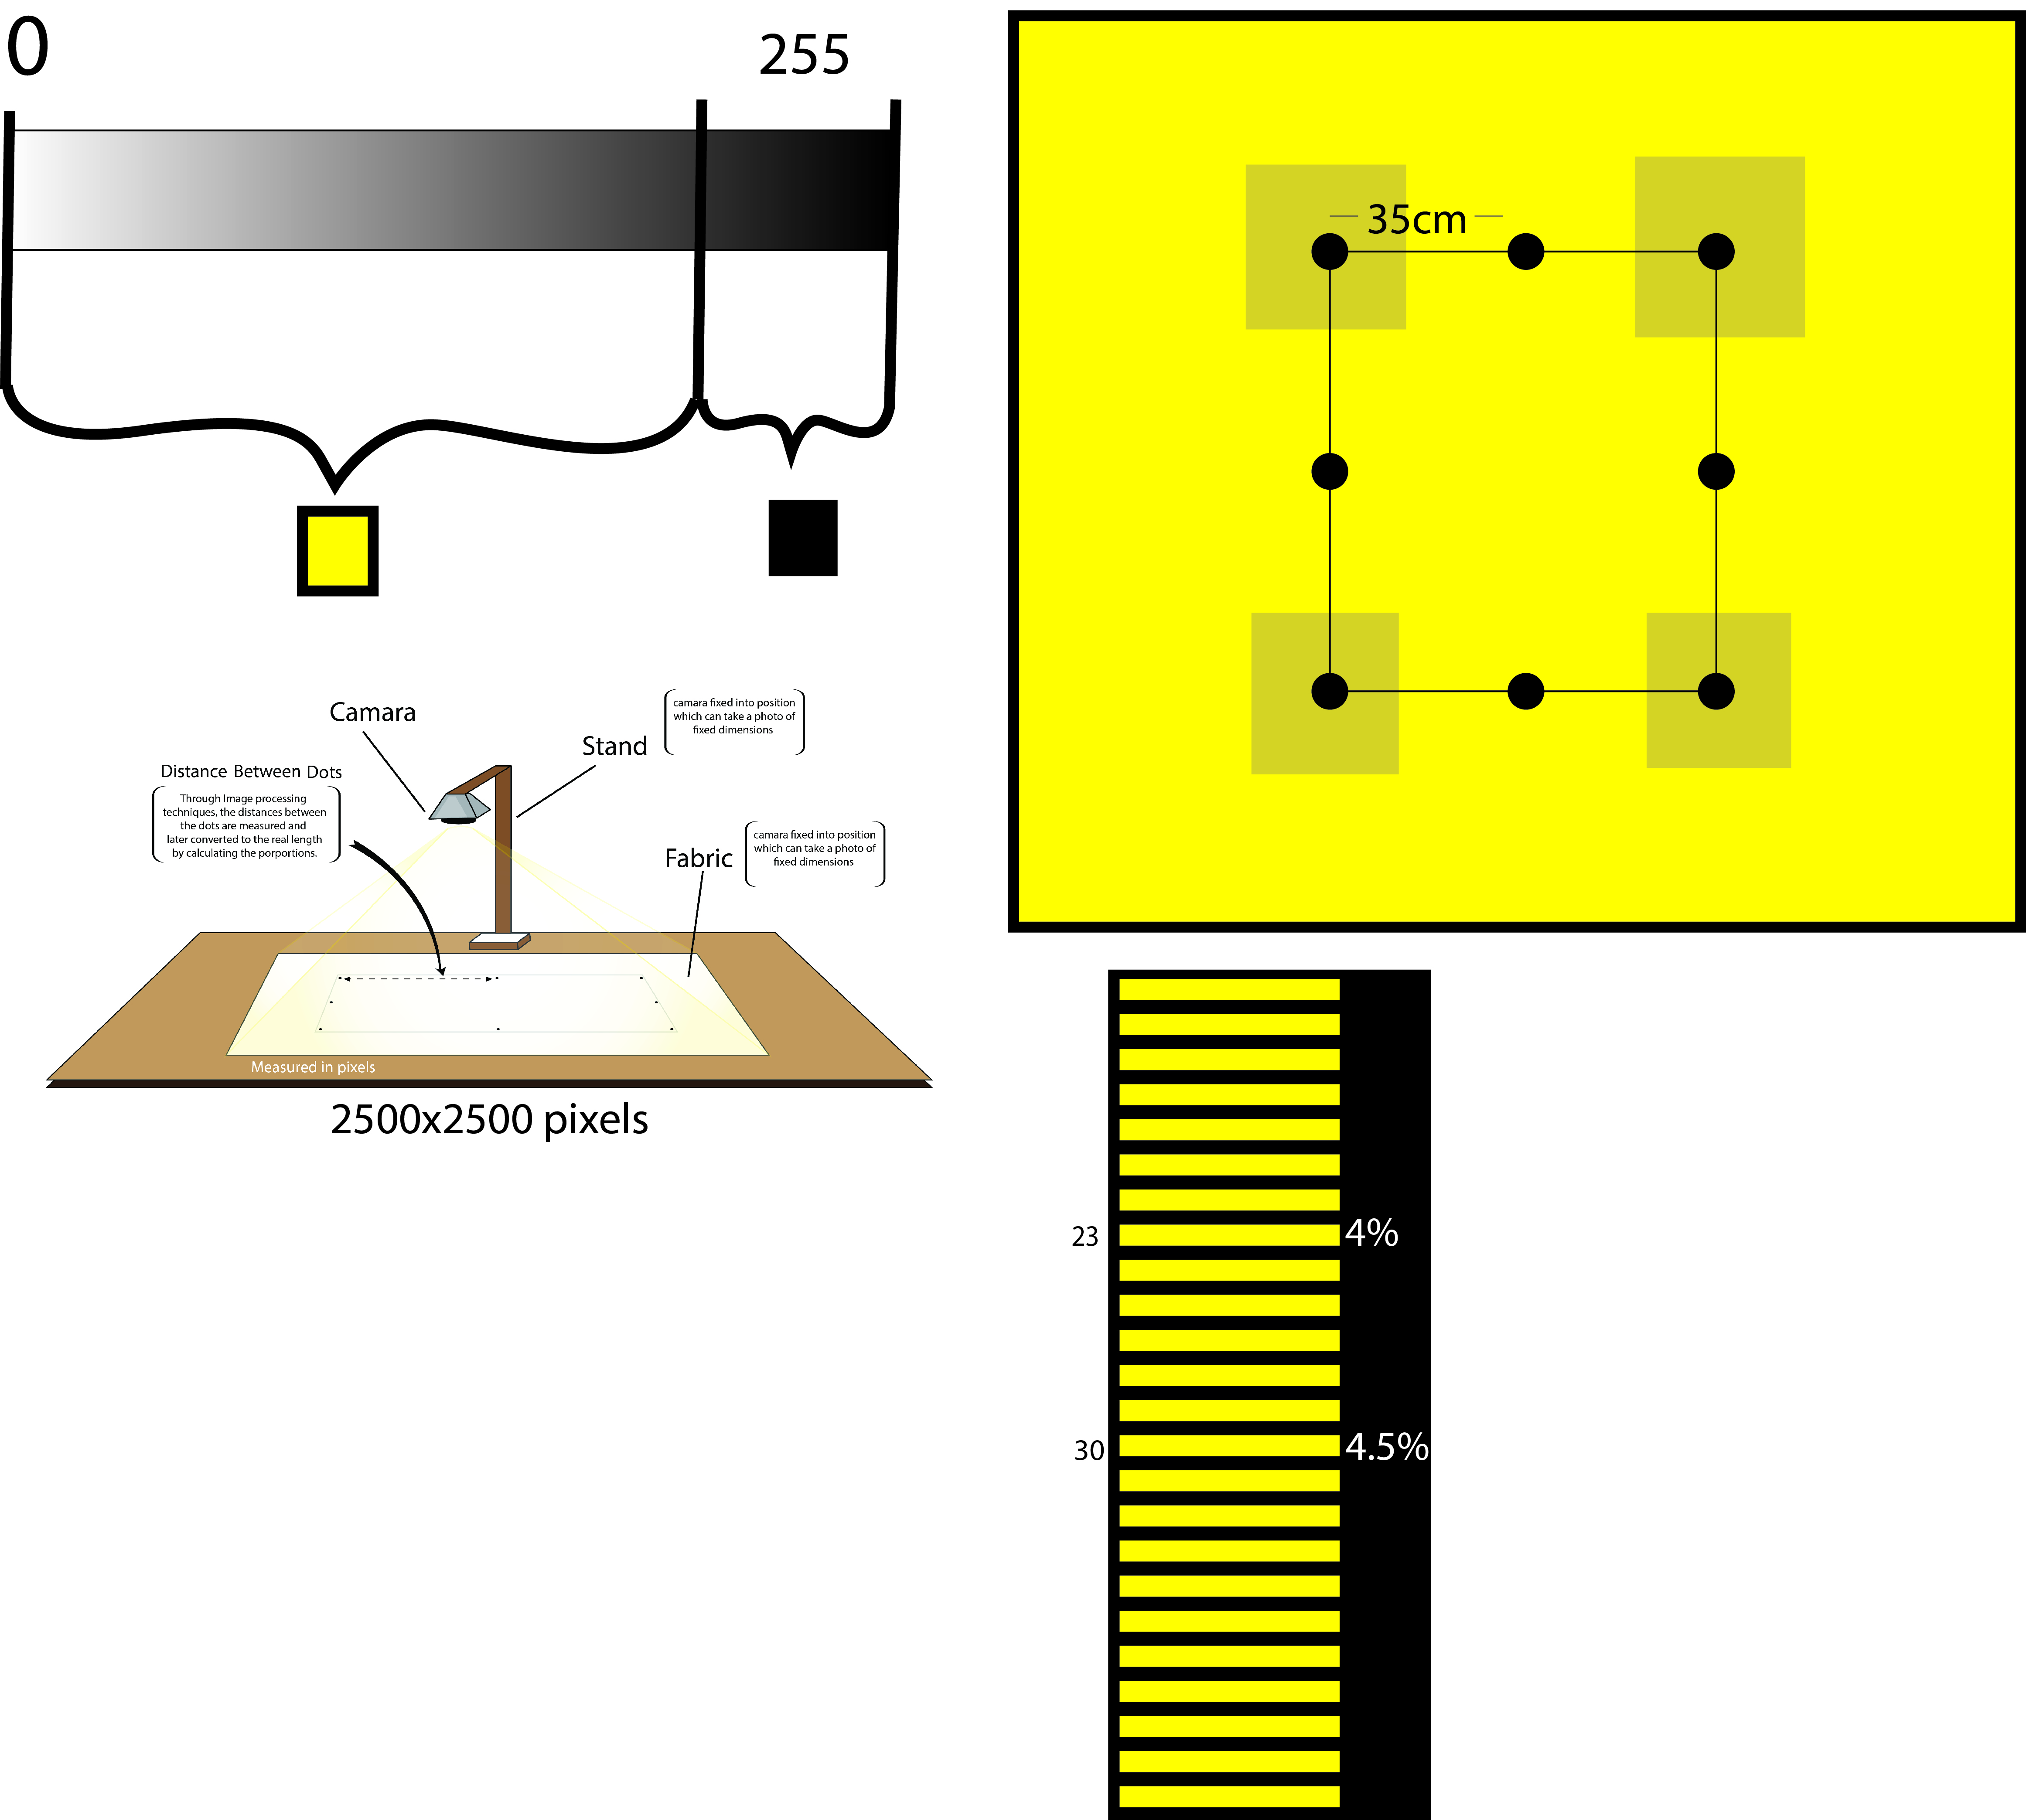 0
255
35cm
Camara
Stand
camara fixed into position
which can take a photo of
fixed dimensions
Distance Between Dots
Through Image processing
techniques, the distances between
the dots are measured and
later converted to the real length
by calculating the porportions.
Fabric
camara fixed into position
which can take a photo of
fixed dimensions
Measured in pixels
2500x2500 pixels
23
4%
30
4.5%